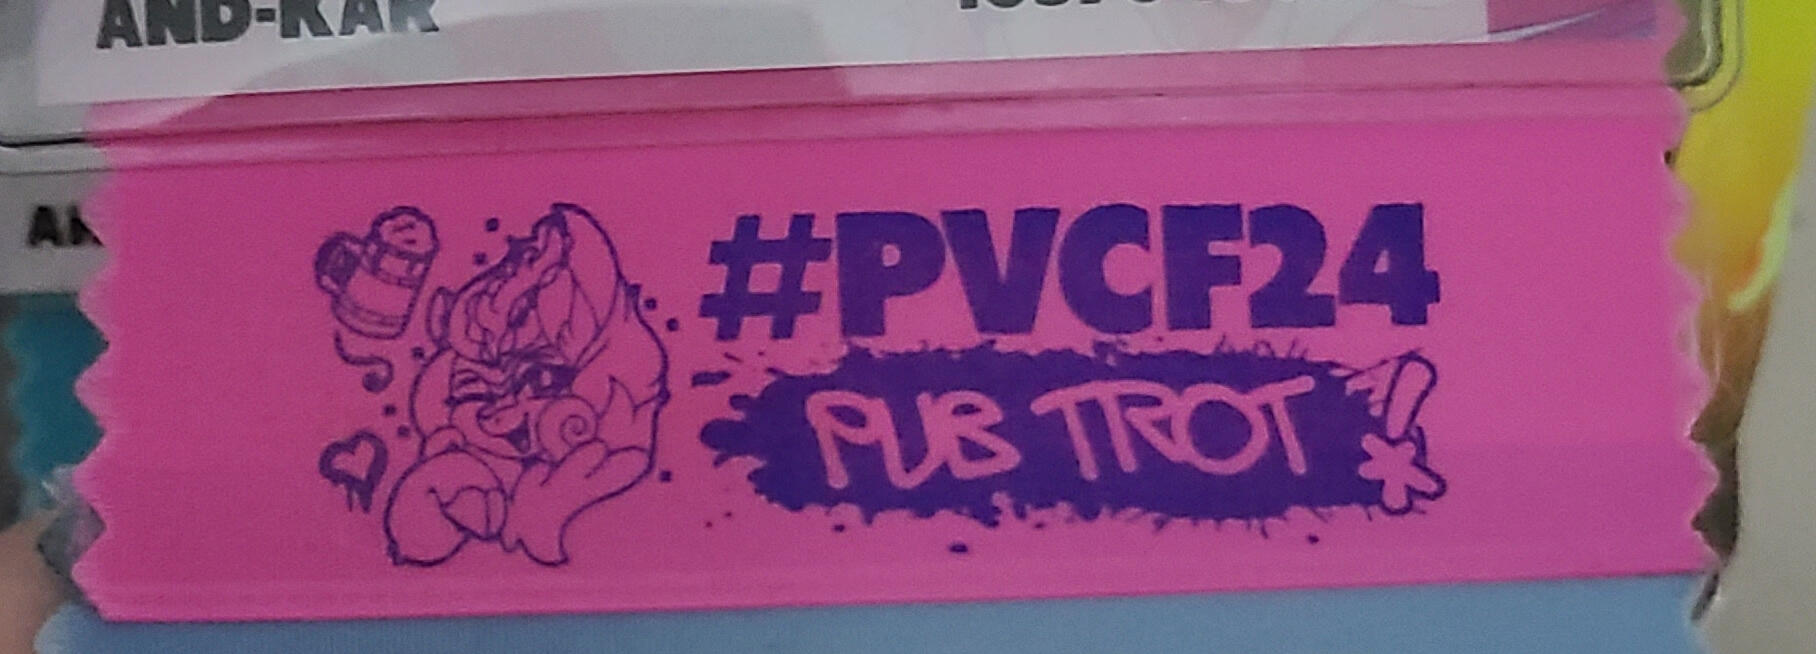 AND-KAR
#PVCF24
PUB TROT!